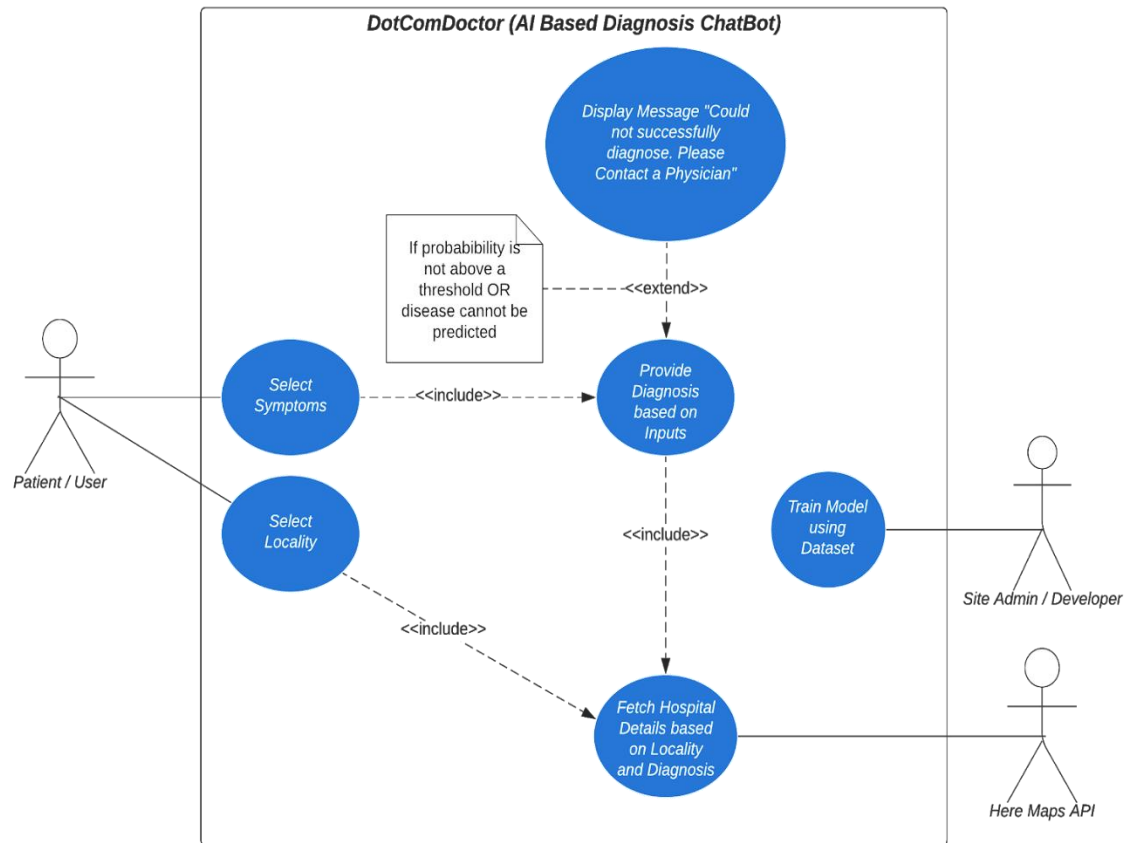 DotComDoctor (AI Based Diagnosis ChatBot)
Display Message "Could
not successfully
diagnose. Please
Contact a Physician"
If probabibility is
not above a
threshold OR
disease cannot be
predicted
<<extend>>
Select
Symptoms
<<include>>
Provide
Diagnosis
based on
Inputs
Patient / User
Select
Locality
<<include>>
Train Model
using
Dataset
Site Admin / Developer
<<include>>
Fetch Hospital
Details based
on Locality
and Diagnosis
Here Maps API